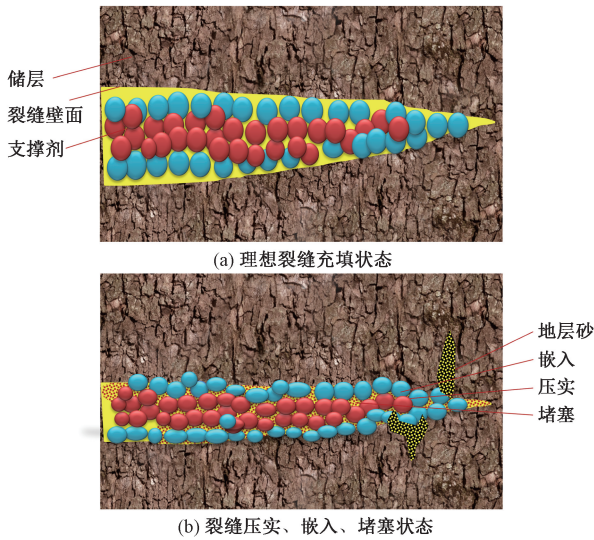 储层
裂缝壁面
支撑剂
(a) 理想裂缝充填状态
地层砂
嵌入
压实
堵塞
(b) 裂缝压实、嵌入、堵塞状态